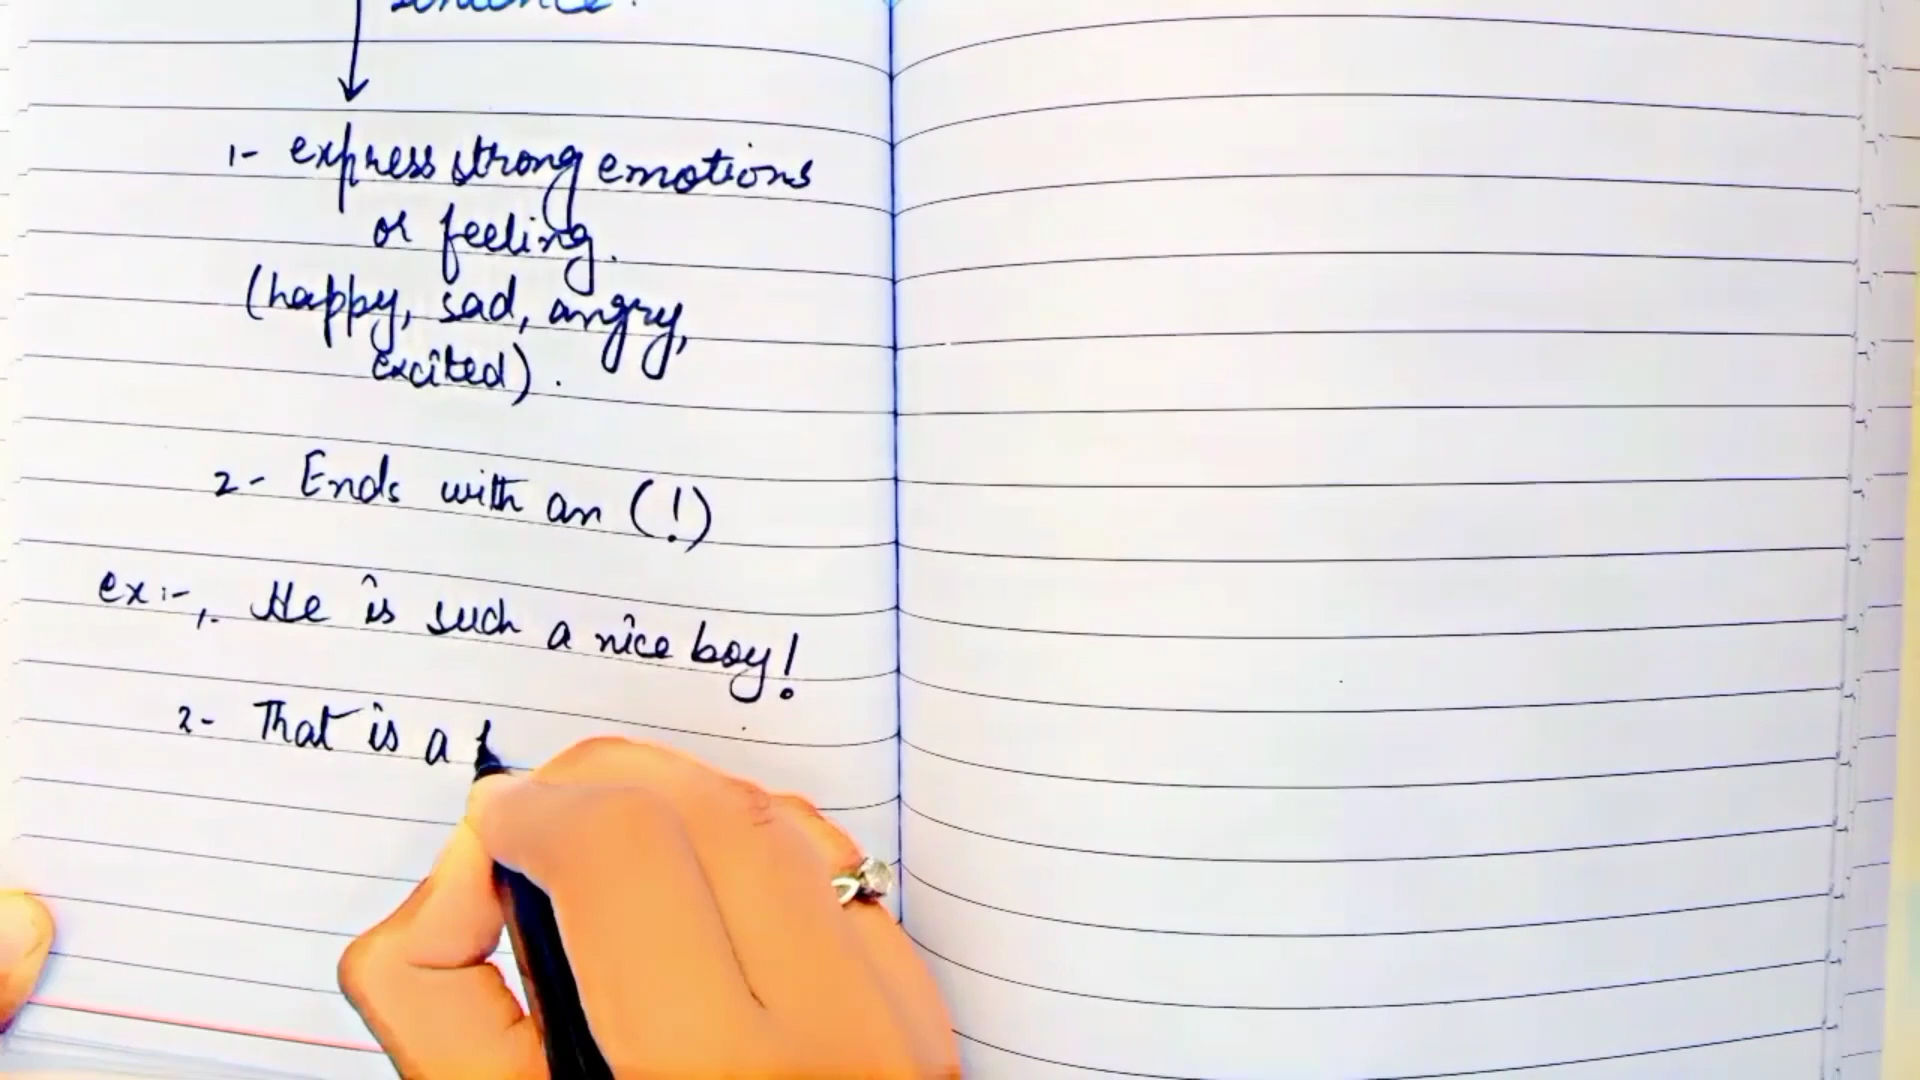 sentence.
1- express strong emotions
or feeling.
(happy, sad, angry,
excited).
2- Ends with an (!)
ex:-, 1. He is such a nice boy!
2- That is a